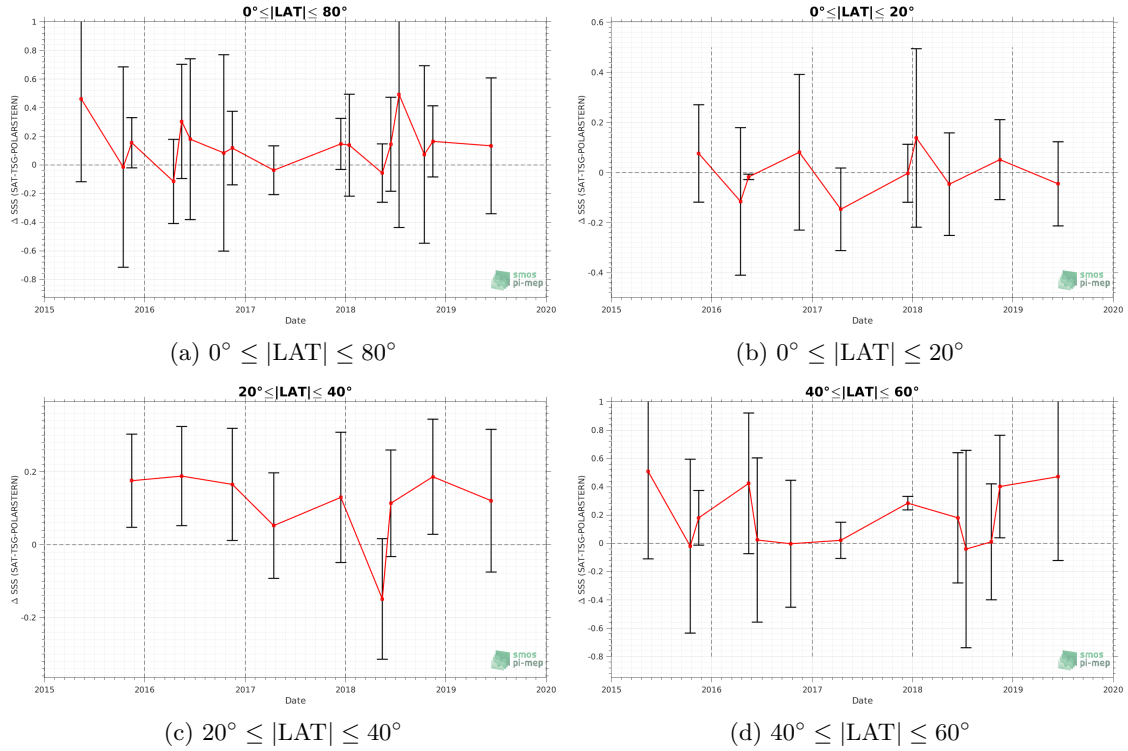 0°≤|LAT|≤ 80°
Δ SSS (SAT-TSG-POLARSTERN)
1
0.8
0.6
0.4
0.2
0
-0.2
-0.4
-0.6
-0.8
2015 2016 2017 2018 2019 2020
Date
smos
pi-mep
(a) 0° ≤ |LAT| ≤ 80°
0°≤|LAT|≤ 20°
Δ SSS (SAT-TSG-POLARSTERN)
0.6
0.4
0.2
0
-0.2
-0.4
2015 2016 2017 2018 2019 2020
Date
smos
pi-mep
(b) 0° ≤ |LAT| ≤ 20°
20°≤|LAT|≤ 40°
Δ SSS (SAT-TSG-POLARSTERN)
0.2
0
-0.2
2015 2016 2017 2018 2019 2020
Date
smos
pi-mep
(c) 20° ≤ |LAT| ≤ 40°
40°≤|LAT|≤ 60°
Δ SSS (SAT-TSG-POLARSTERN)
1
0.8
0.6
0.4
0.2
0
-0.2
-0.4
-0.6
-0.8
2015 2016 2017 2018 2019 2020
Date
smos
pi-mep
(d) 40° ≤ |LAT| ≤ 60°